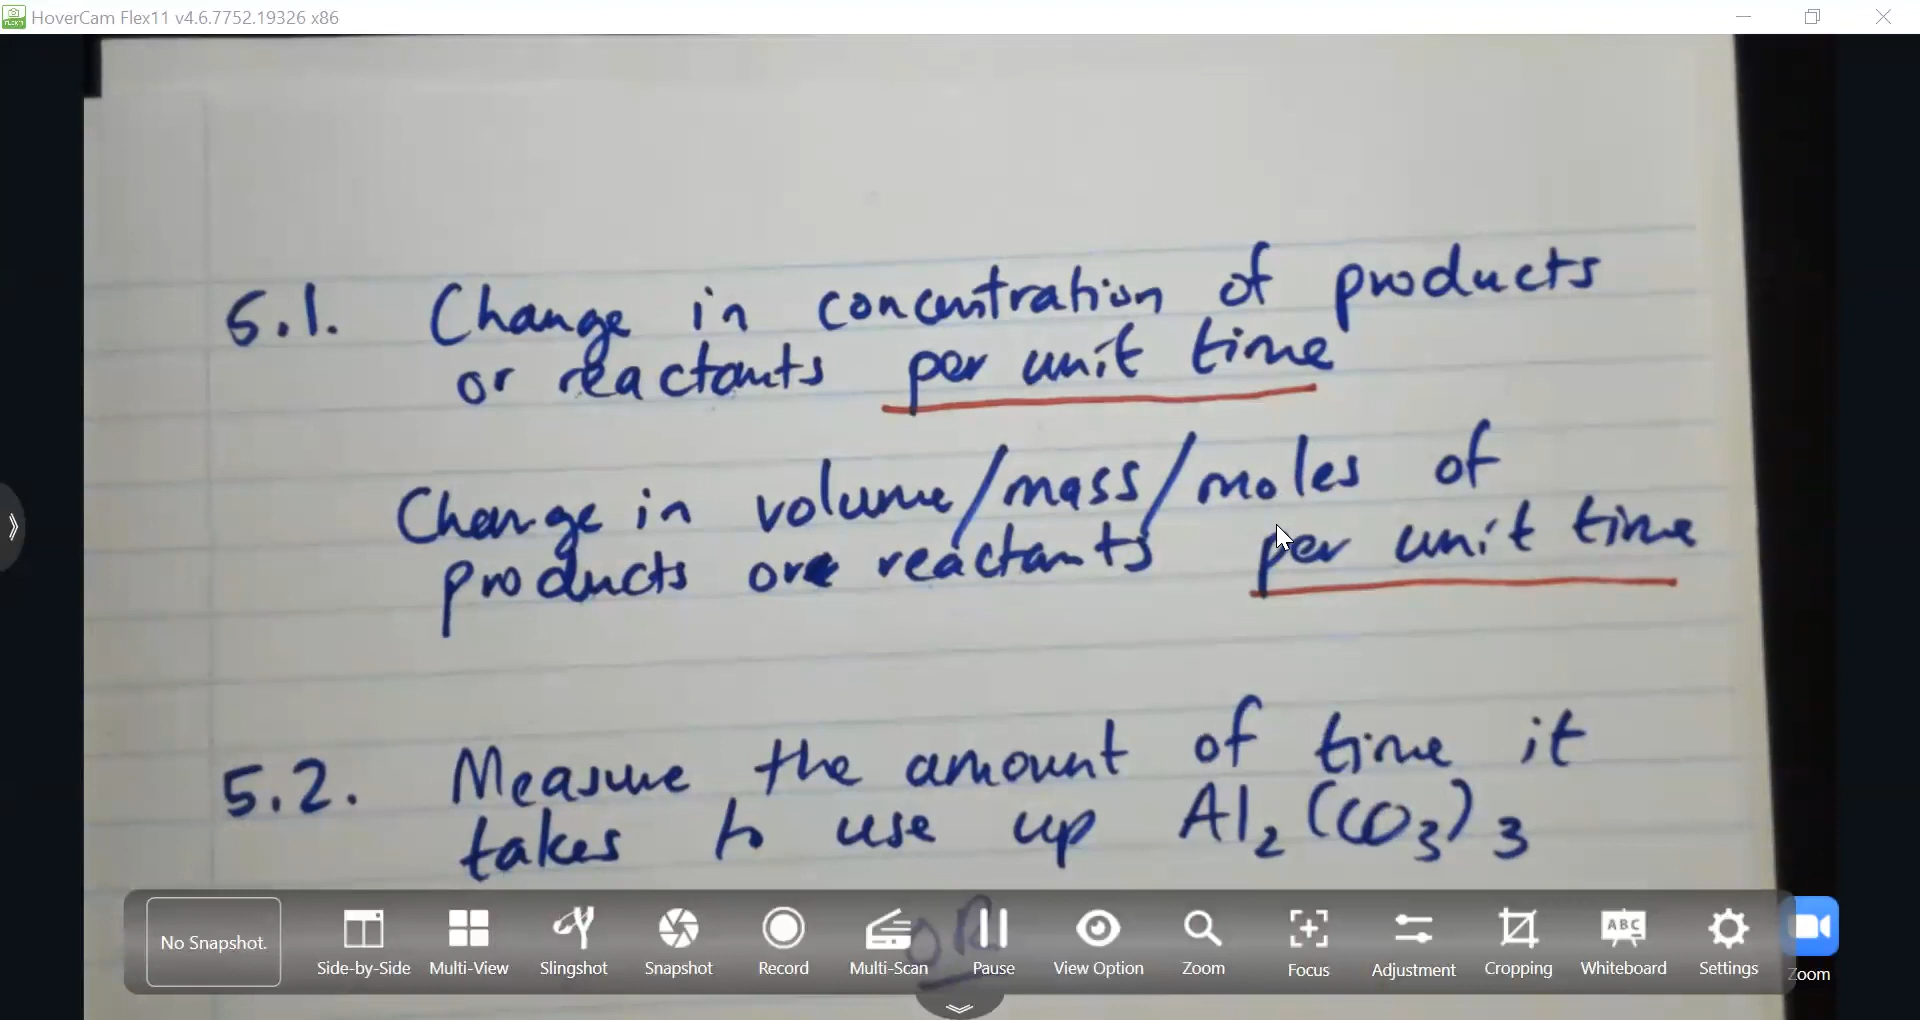 HoverCam Flex11 v4.6.7752.19326 x86
5.1. Change in concentration of products
or reactants per unit time
Change in volume/mass/moles of
products or reactants per unit time
5.2. Measure the amount of time it
takes to use up Al₂(CO₃)₃
OR
No Snapshot.
Side-by-Side Multi-View Slingshot Snapshot Record Multi-Scan Pause View Option Zoom Focus Adjustment Cropping Whiteboard Settings Zoom
ABC